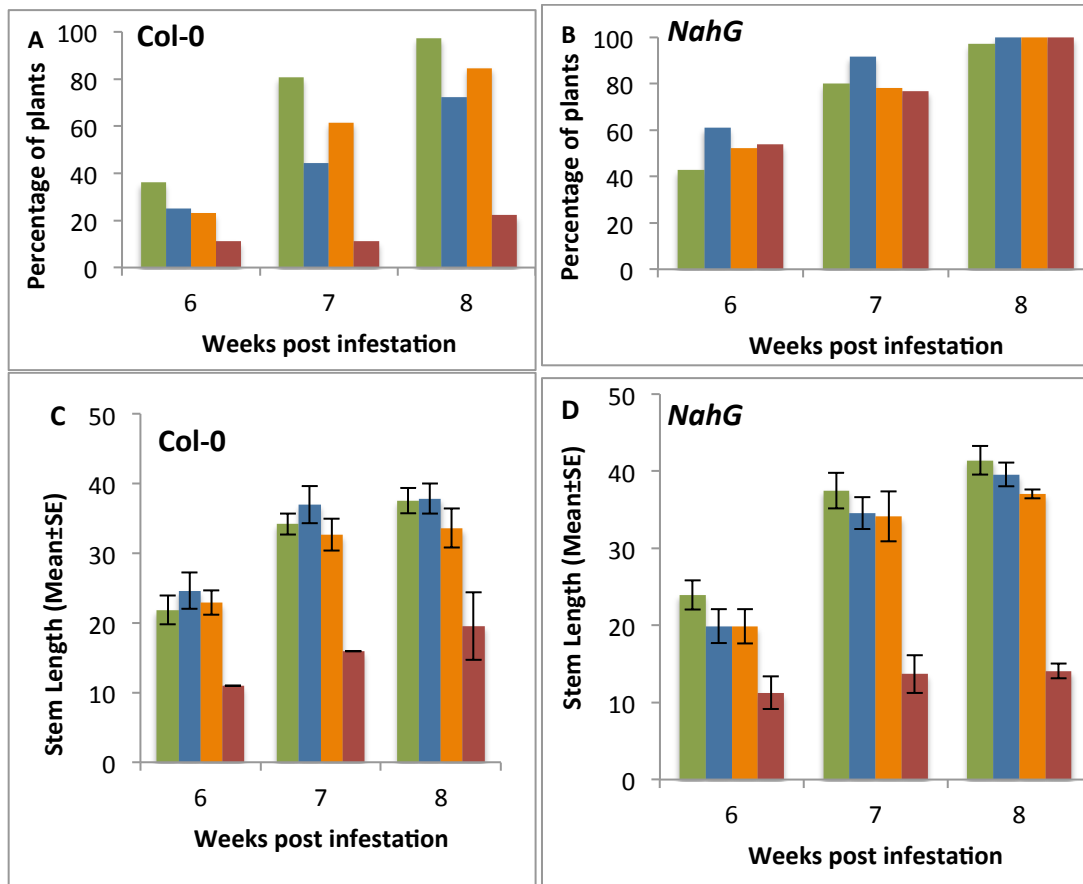 A Col-0
Percentage of plants
100
80
60
40
20
0
6 7 8
Weeks post infestation
B NahG
Percentage of plants
100
80
60
40
20
0
6 7 8
Weeks post infestation
C Col-0
Stem Length (Mean±SE)
50
40
30
20
10
0
6 7 8
Weeks post infestation
D NahG
Stem Length (Mean±SE)
50
40
30
20
10
0
6 7 8
Weeks post infestation